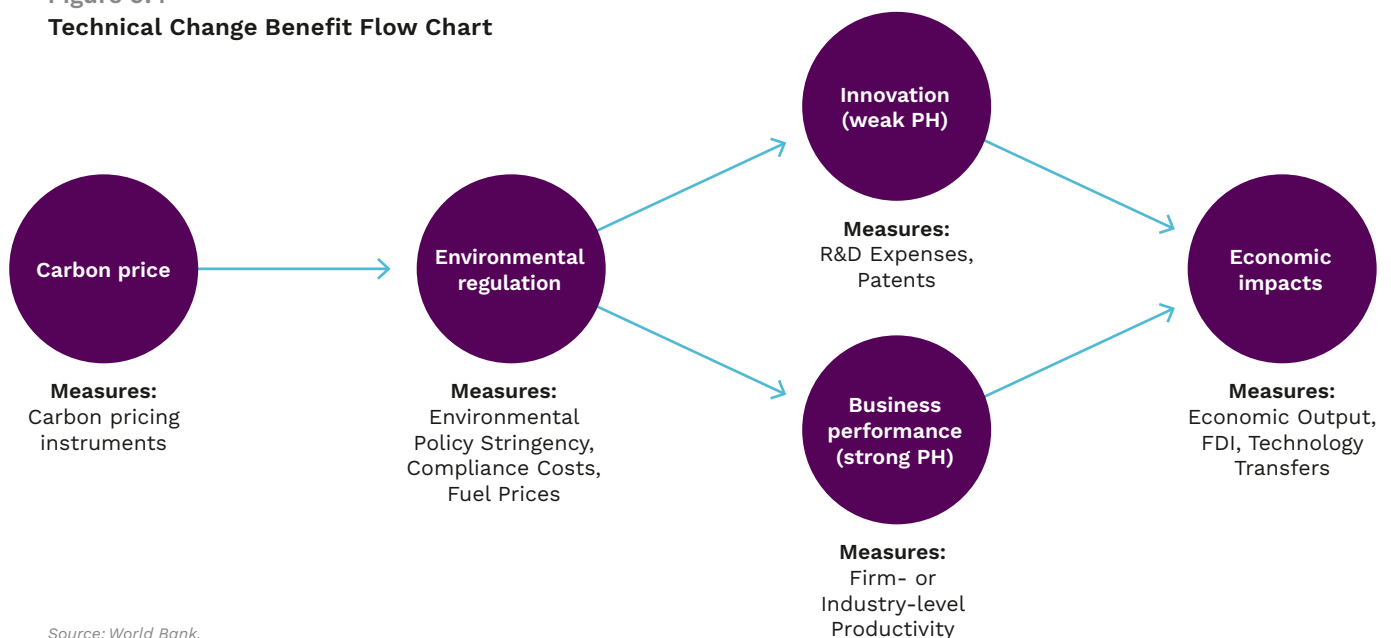 Technical Change Benefit Flow Chart
Innovation
(weak PH)
Measures:
R&D Expenses,
Patents
Carbon price
Measures:
Carbon pricing
instruments
Environmental
regulation
Measures:
Environmental
Policy Stringency,
Compliance Costs,
Fuel Prices
Business
performance
(strong PH)
Measures:
Firm- or
Industry-level
Productivity
Economic
impacts
Measures:
Economic Output,
FDI, Technology
Transfers
Source: World Bank.